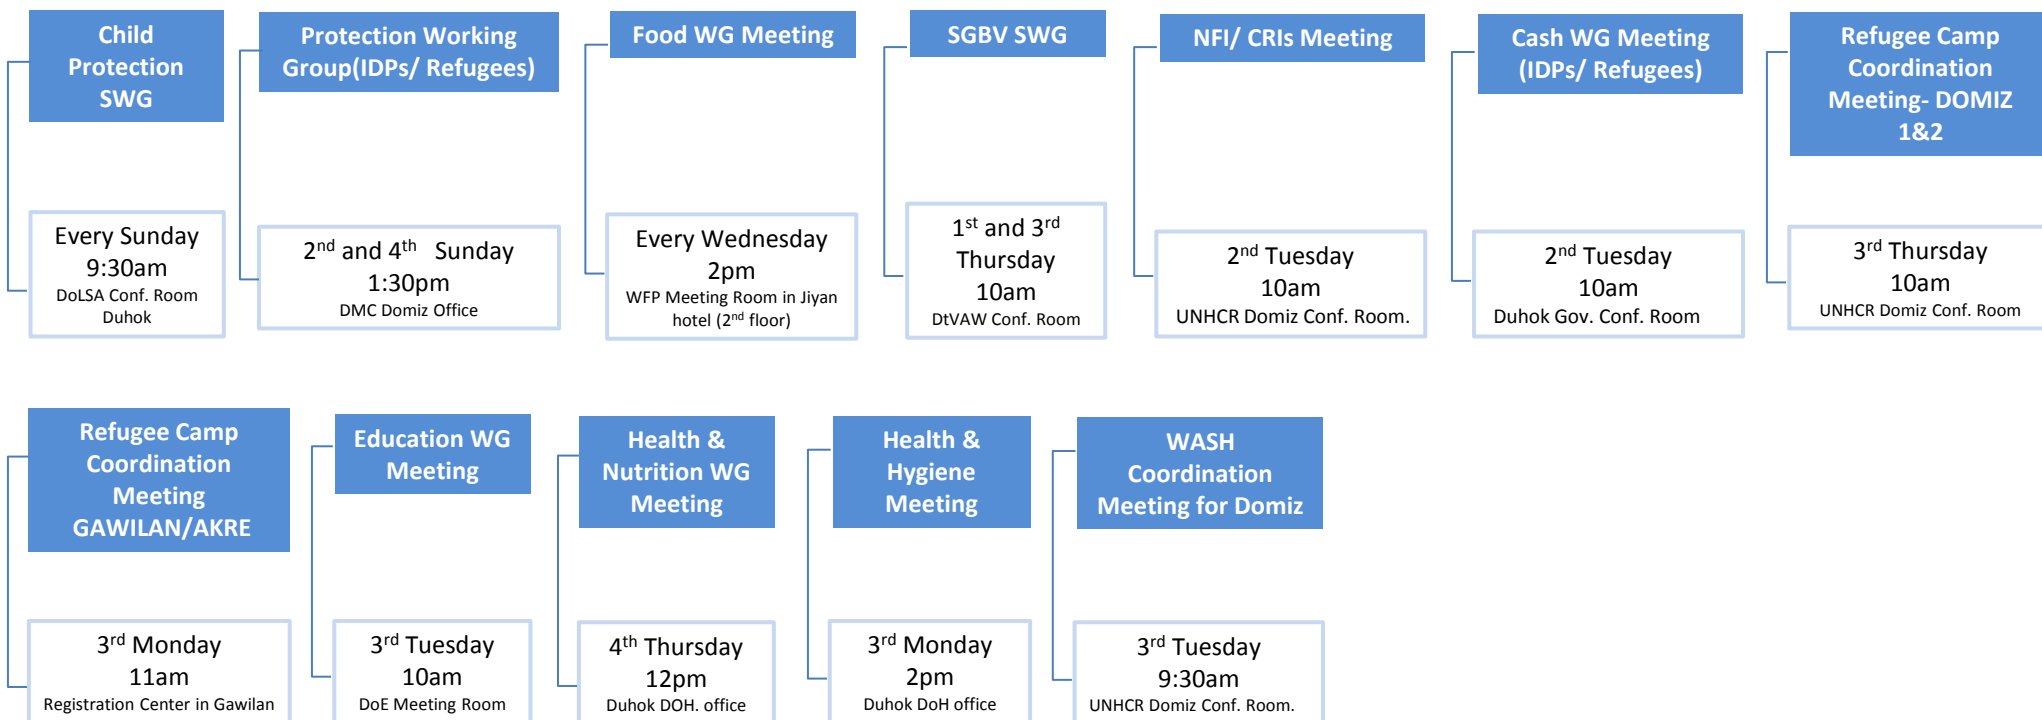 Child
Protection
SWG
Every Sunday
9:30am
DoLSA Conf. Room
Duhok
Protection Working
Group(IDPs/ Refugees)
2nd and 4th Sunday
1:30pm
DMC Domiz Office
Food WG Meeting
Every Wednesday
2pm
WFP Meeting Room in Jiyan
hotel (2nd floor)
SGBV SWG
1st and 3rd
Thursday
10am
DtVAW Conf. Room
NFI/ CRIs Meeting
2nd Tuesday
10am
UNHCR Domiz Conf. Room.
Cash WG Meeting
(IDPs/ Refugees)
2nd Tuesday
10am
Duhok Gov. Conf. Room
Refugee Camp
Coordination
Meeting- DOMIZ
1&2
3rd Thursday
10am
UNHCR Domiz Conf. Room
Refugee Camp
Coordination
Meeting
GAWILAN/AKRE
3rd Monday
11am
Registration Center in Gawilan
Education WG
Meeting
3rd Tuesday
10am
DoE Meeting Room
Health &
Nutrition WG
Meeting
4th Thursday
12pm
Duhok DOH. office
Health &
Hygiene
Meeting
3rd Monday
2pm
Duhok DoH office
WASH
Coordination
Meeting for Domiz
3rd Tuesday
9:30am
UNHCR Domiz Conf. Room.